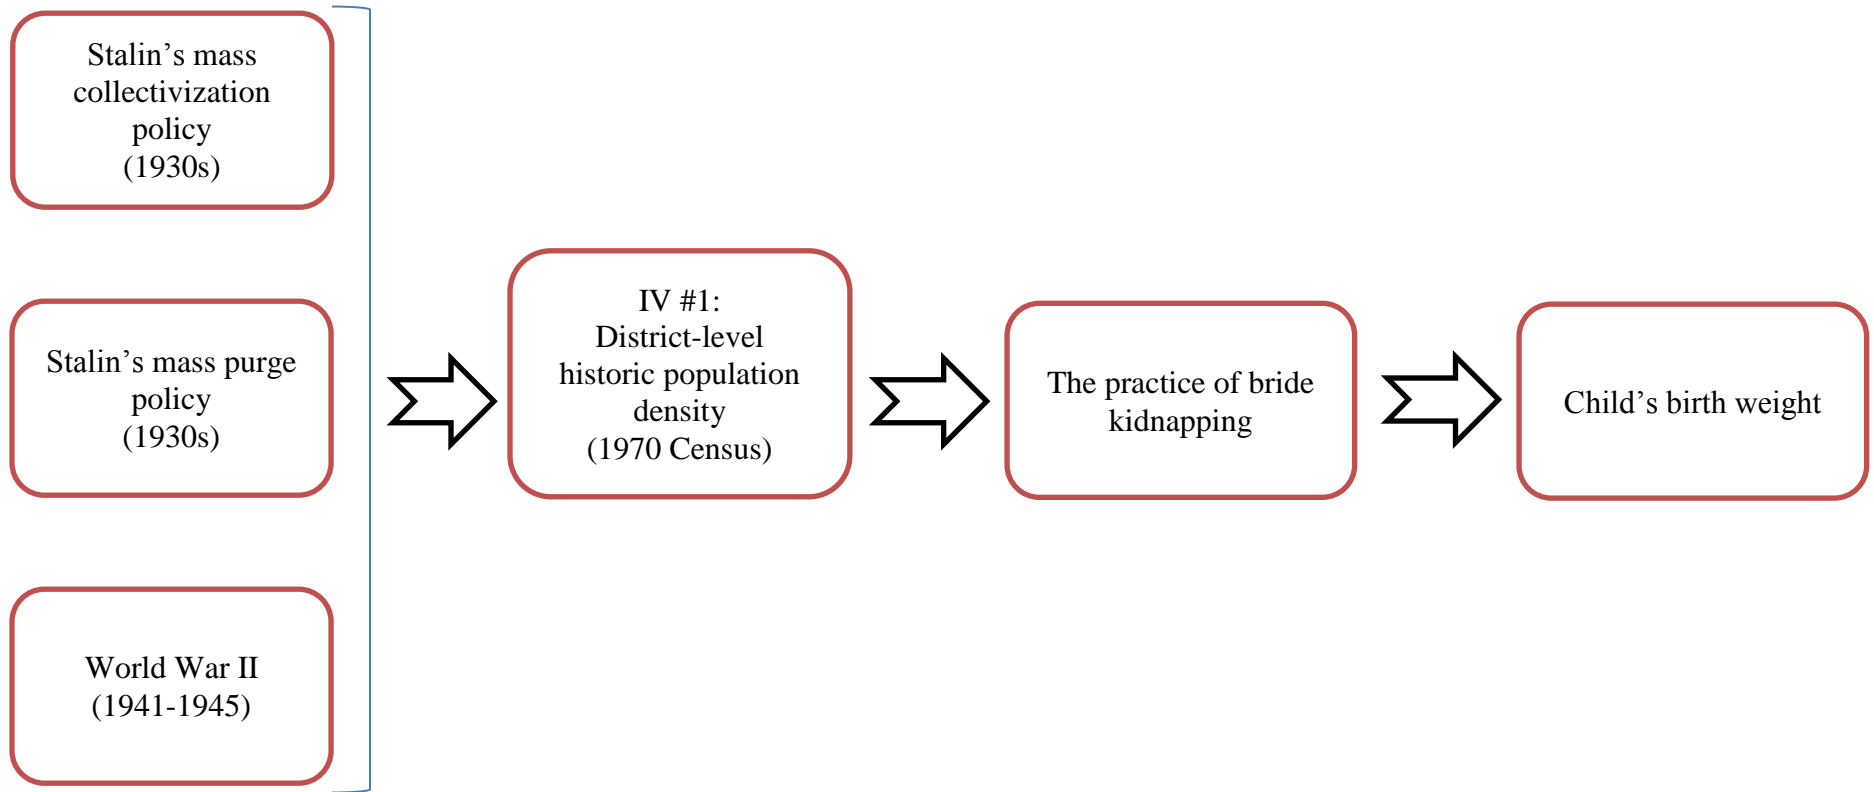 Stalin’s mass
collectivization
policy
(1930s)
Stalin’s mass purge
policy
(1930s)
World War II
(1941-1945)
IV #1:
District-level
historic population
density
(1970 Census)
The practice of bride
kidnapping
Child’s birth weight